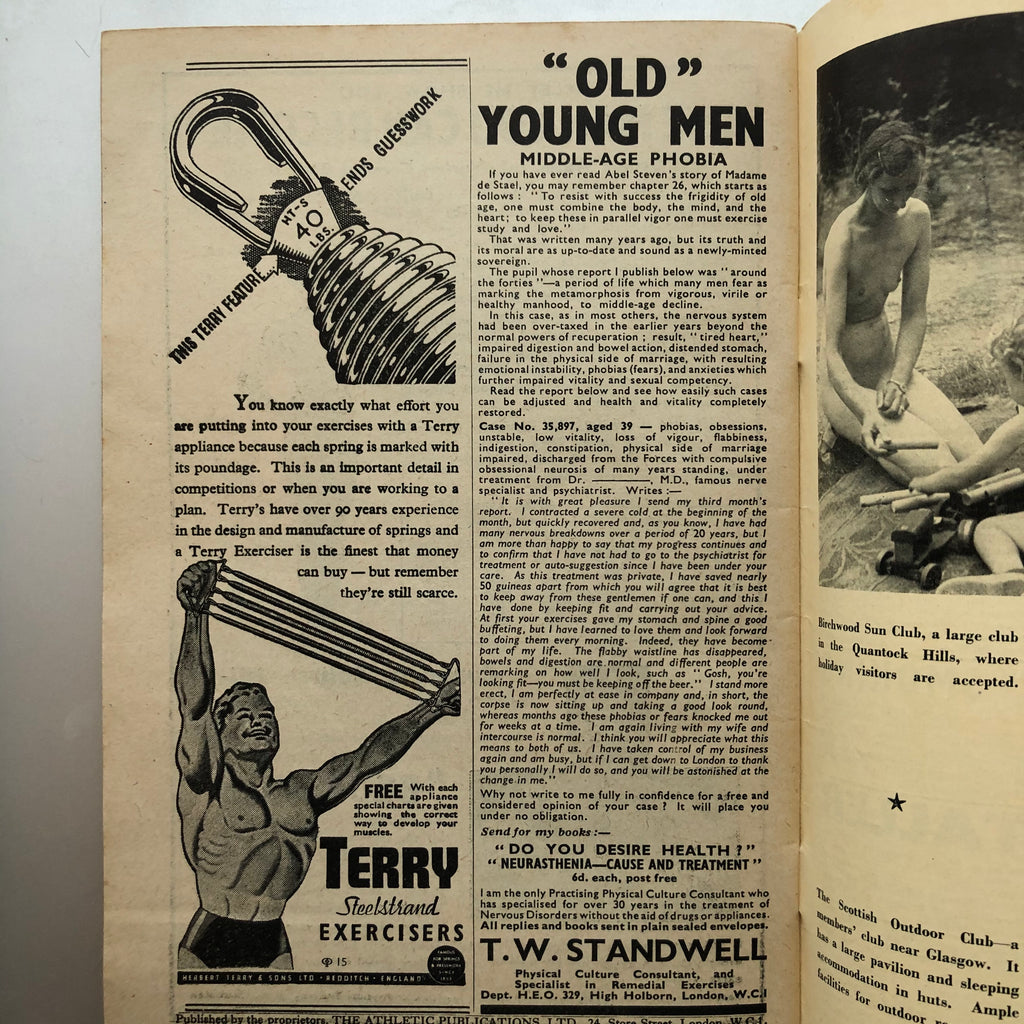 ENDS GUESSWORK
HT-S
40
LBS.
THIS TERRY FEATURE...
You know exactly what effort you
are putting into your exercises with a Terry
appliance because each spring is marked with
its poundage. This is an important detail in
competitions or when you are working to a
plan. Terry's have over 90 years experience
in the design and manufacture of springs and
a Terry Exerciser is the finest that money
can buy — but remember
they're still scarce.
FREE With each
appliance
special charts are given
showing the correct
way to develop your
muscles.
TERRY
Steelstrand
EXERCISERS
15
HERBERT TERRY & SONS LTD · REDDITCH · ENGLAND
"OLD"
YOUNG MEN
MIDDLE-AGE PHOBIA
If you have ever read Abel Steven's story of Madame
de Stael, you may remember chapter 26, which starts as
follows : "To resist with success the frigidity of old
age, one must combine the body, the mind, and the
heart; to keep these in parallel vigor one must exercise
study and love."
That was written many years ago, but its truth and
its moral are as up-to-date and sound as a newly-minted
sovereign.
The pupil whose report I publish below was "around
the forties"—a period of life which many men fear as
marking the metamorphosis from vigorous, virile or
healthy manhood, to middle-age decline.
In this case, as in most others, the nervous system
had been over-taxed in the earlier years beyond the
normal powers of recuperation ; result, "tired heart,"
impaired digestion and bowel action, distended stomach,
failure in the physical side of marriage, with resulting
emotional instability, phobias (fears), and anxieties which
further impaired vitality and sexual competency.
Read the report below and see how easily such cases
can be adjusted and health and vitality completely
restored.
Case No. 35,897, aged 39 — phobias, obsessions,
unstable, low vitality, loss of vigour, flabbiness,
indigestion, constipation, physical side of marriage
impaired, discharged from the Forces with compulsive
obsessional neurosis of many years standing, under
treatment from Dr. ————, M.D., famous nerve
specialist and psychiatrist. Writes :—
"It is with great pleasure I send my third month's
report. I contracted a severe cold at the beginning of the
month, but quickly recovered and, as you know, I have had
many nervous breakdowns over a period of 20 years, but I
am more than happy to say that my progress continues and
to confirm that I have not had to go to the psychiatrist for
treatment or auto-suggestion since I have been under your
care. As this treatment was private, I have saved nearly
50 guineas apart from which you will agree that it is best
to keep away from these gentlemen if one can, and this I
have done by keeping fit and carrying out your advice.
At first your exercises gave my stomach and spine a good
buffeting, but I have learned to love them and look forward
to doing them every morning. Indeed, they have become
part of my life. The flabby waistline has disappeared,
bowels and digestion are normal and different people are
remarking on how well I look, such as "Gosh, you're
looking fit—you must be keeping off the beer." I stand more
erect, I am perfectly at ease in company and, in short, the
corpse is now sitting up and taking a good look round,
whereas months ago these phobias or fears knocked me out
for weeks at a time. I am again living with my wife and
intercourse is normal. I think you will appreciate what this
means to both of us. I have taken control of my business
again and am busy, but if I can get down to London to thank
you personally I will do so, and you will be astonished at the
change in me."
Why not write to me fully in confidence for a free and
considered opinion of your case ? It will place you
under no obligation.
Send for my books :—
"DO YOU DESIRE HEALTH ?"
"NEURASTHENIA—CAUSE AND TREATMENT"
6d. each, post free
I am the only Practising Physical Culture Consultant who
has specialised for over 30 years in the treatment of
Nervous Disorders without the aid of drugs or appliances.
All replies and books sent in plain sealed envelopes.
T. W. STANDWELL
Physical Culture Consultant, and
Specialist in Remedial Exercises
Dept. H.E.O. 329, High Holborn, London, W.C.1
Published by the proprietors, THE ATHLETIC PUBLICATIONS, LTD., 24, Store Street, London, W.C.1.
Birchwood Sun Club, a large club
in the Quantock Hills, where
holiday visitors are accepted.
The Scottish Outdoor Club—a
members' club near Glasgow. It
has a large pavilion and sleeping
accommodation in huts. Ample
facilities for outdoor